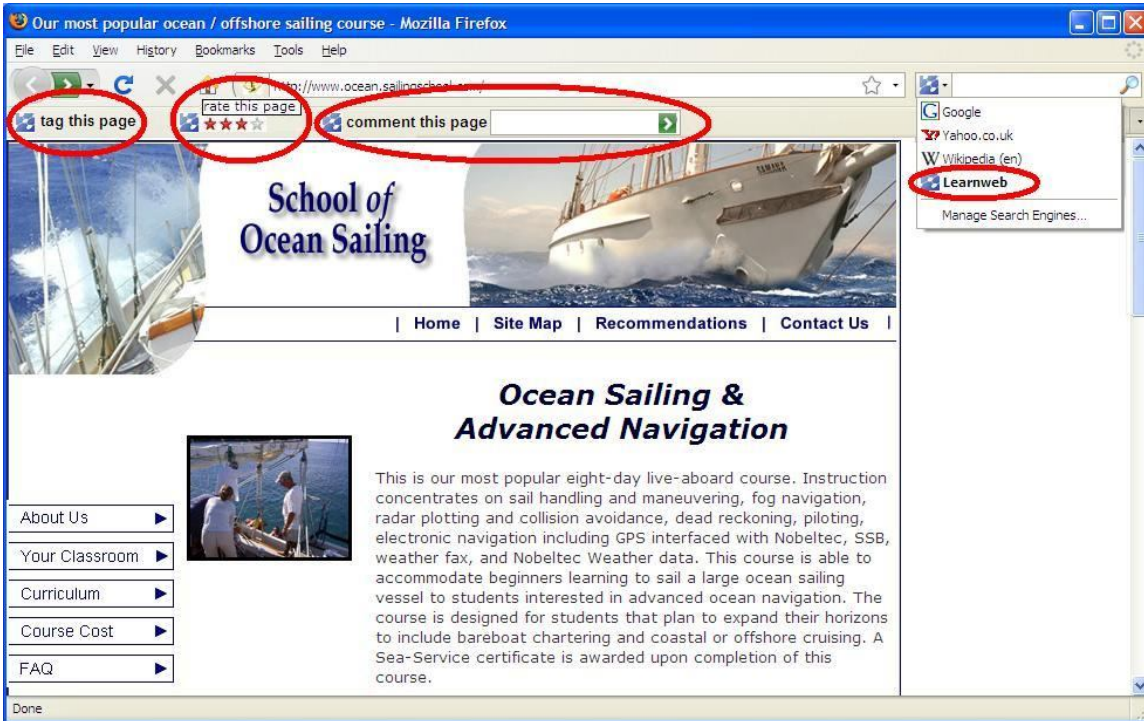 Our most popular ocean / offshore sailing course - Mozilla Firefox
File Edit View History Bookmarks Tools Help
http://www.ocean.sailingschool.com/
rate this page
tag this page
comment this page
Google
Yahoo.co.uk
Wikipedia (en)
Learnweb
Manage Search Engines...
School of
Ocean Sailing
| Home | Site Map | Recommendations | Contact Us |
Ocean Sailing &
Advanced Navigation
This is our most popular eight-day live-aboard course. Instruction
concentrates on sail handling and maneuvering, fog navigation,
radar plotting and collision avoidance, dead reckoning, piloting,
electronic navigation including GPS interfaced with Nobeltec, SSB,
weather fax, and Nobeltec Weather data. This course is able to
accommodate beginners learning to sail a large ocean sailing
vessel to students interested in advanced ocean navigation. The
course is designed for students that plan to expand their horizons
to include bareboat chartering and coastal or offshore cruising. A
Sea-Service certificate is awarded upon completion of this
course.
About Us
Your Classroom
Curriculum
Course Cost
FAQ
Done